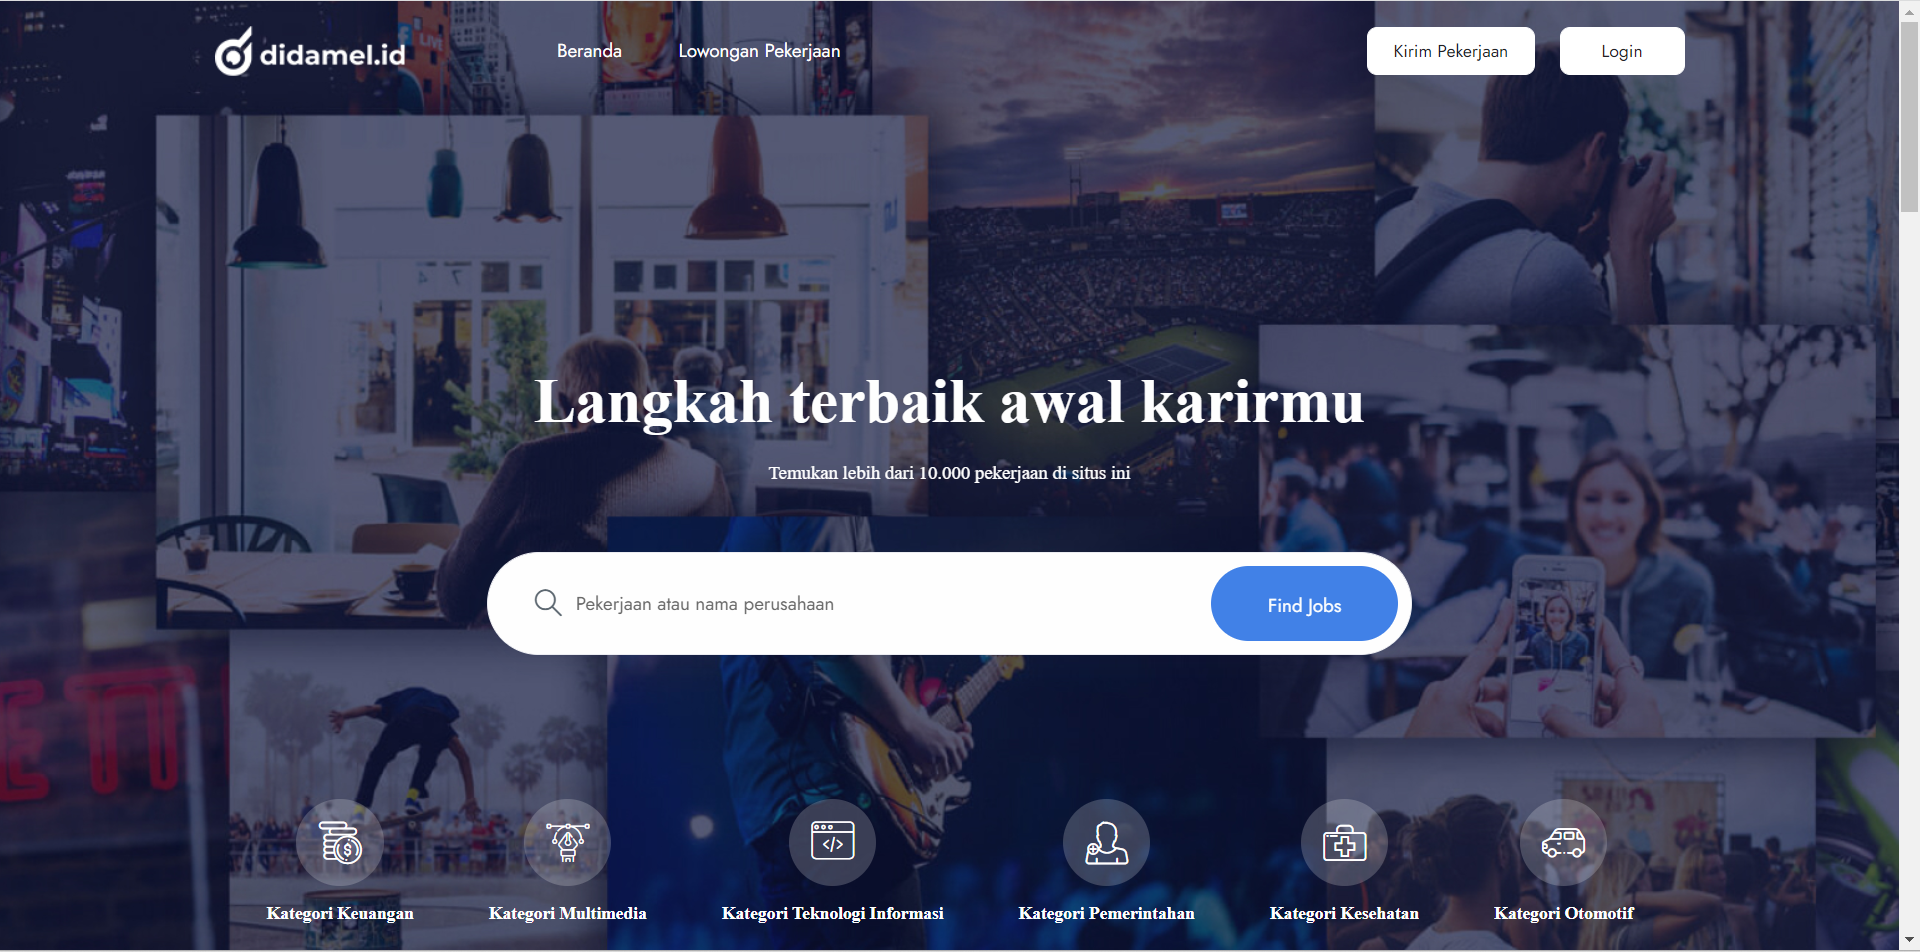 didamel.id
Beranda
Lowongan Pekerjaan
Kirim Pekerjaan
Login
LIVE
Langkah terbaik awal karirmu
Temukan lebih dari 10.000 pekerjaan di situs ini
Pekerjaan atau nama perusahaan
Find Jobs
Kategori Keuangan
Kategori Multimedia
Kategori Teknologi Informasi
Kategori Pemerintahan
Kategori Kesehatan
Kategori Otomotif